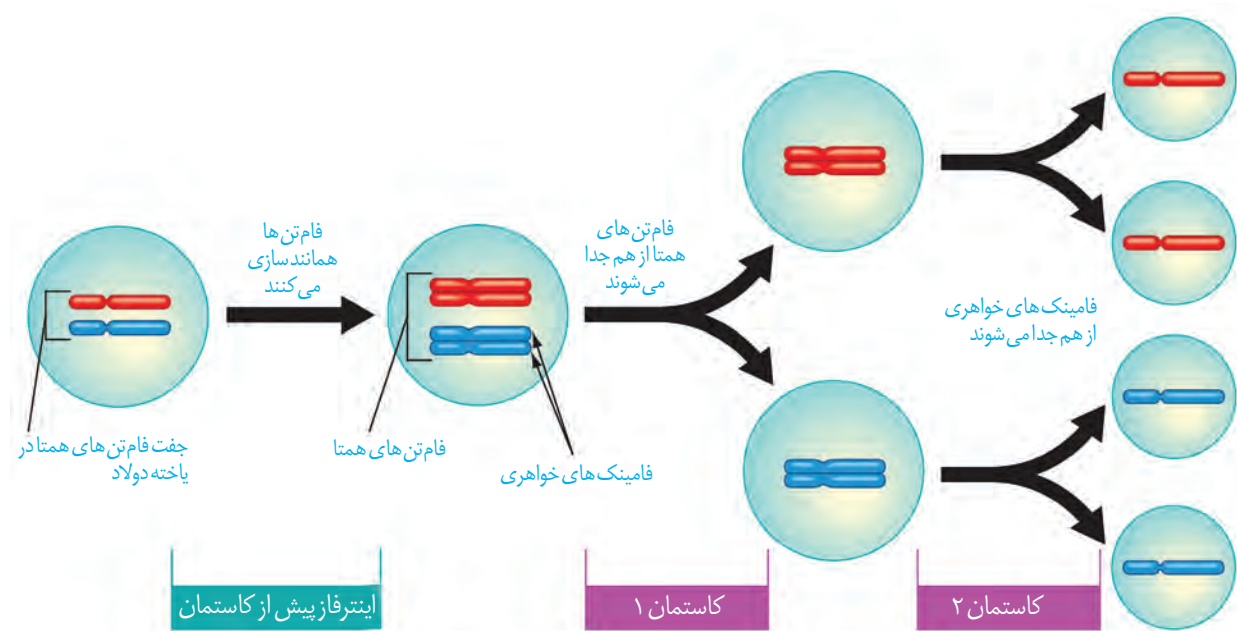 فام‌تن‌ها
همانندسازی
می‌کنند
فام‌تن‌های
همتا از هم جدا
می‌شوند
فامینک‌های خواهری
از هم جدا می‌شوند
جفت فام‌تن‌های همتا در
یاخته دولاد
فام‌تن‌های همتا
فامینک‌های خواهری
اینترفاز پیش از کاستمان
کاستمان ۱
کاستمان ۲